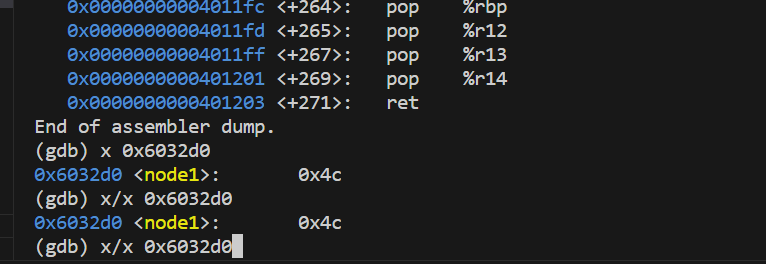 0x00000000004011fc <+264>: pop %rbp
0x00000000004011fd <+265>: pop %r12
0x00000000004011ff <+267>: pop %r13
0x0000000000401201 <+269>: pop %r14
0x0000000000401203 <+271>: ret
End of assembler dump.
(gdb) x 0x6032d0
0x6032d0 <node1>: 0x4c
(gdb) x/x 0x6032d0
0x6032d0 <node1>: 0x4c
(gdb) x/x 0x6032d0